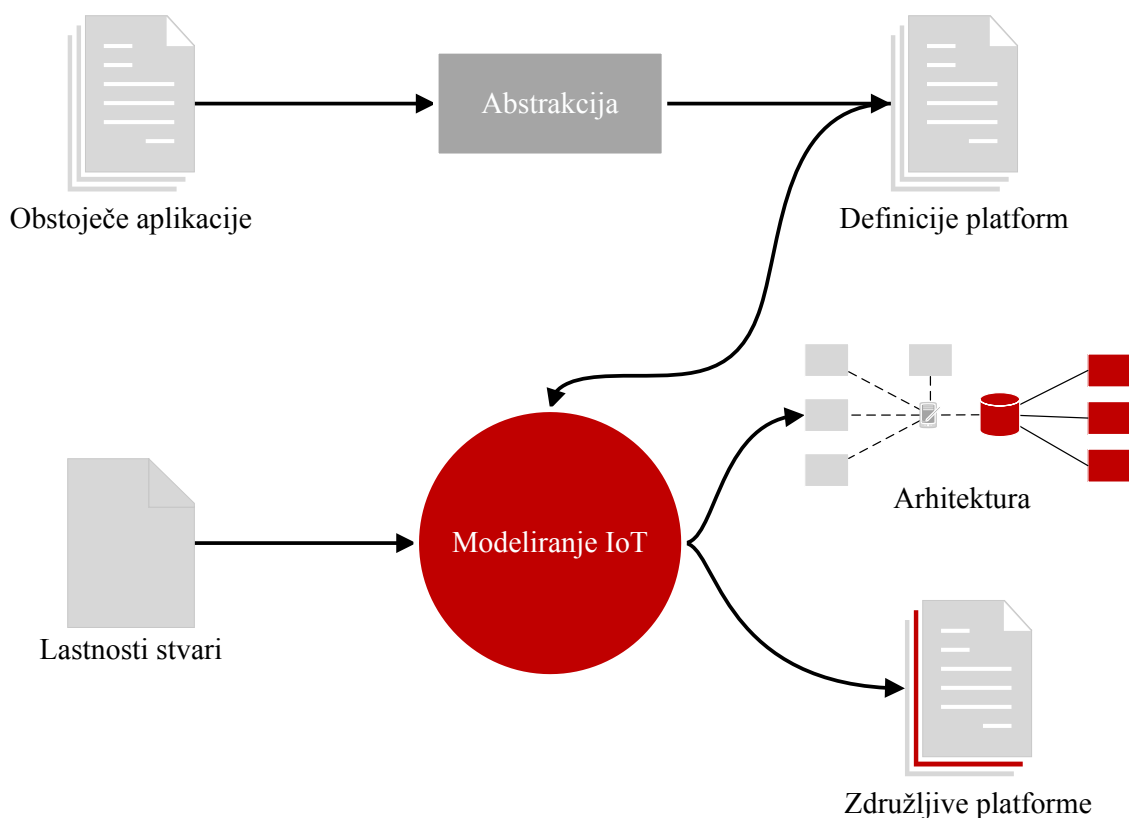 Abstrakcija
Obstoječe aplikacije
Definicije platform
Arhitektura
Modeliranje IoT
Lastnosti stvari
Združljive platforme